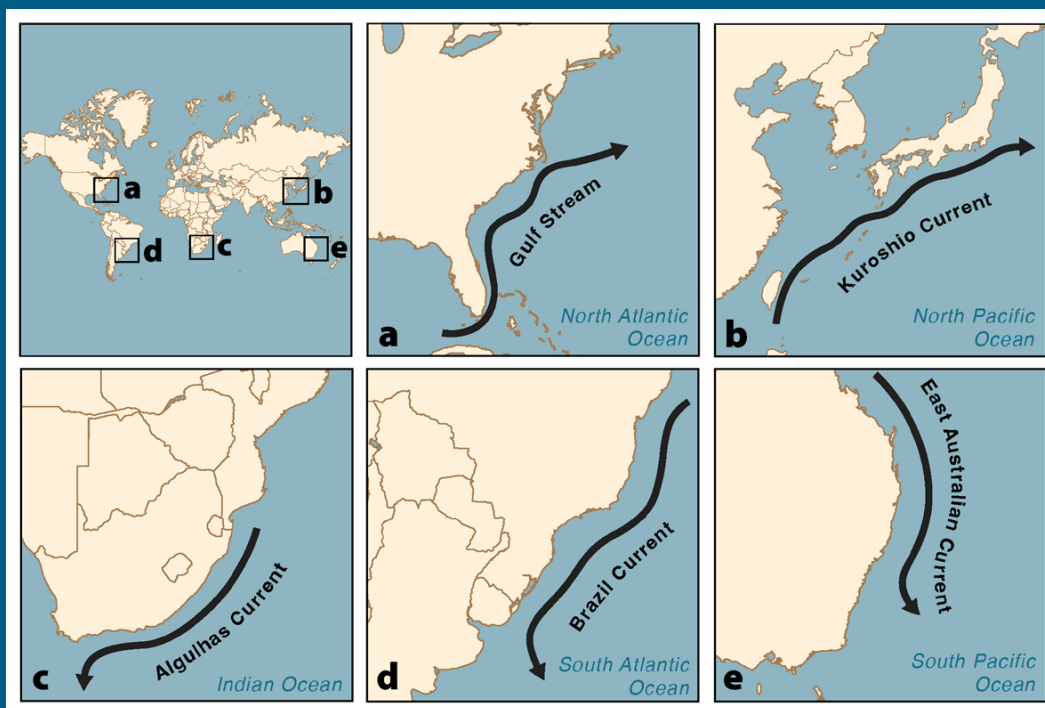 a
b
c
d
e
Gulf Stream
North Atlantic
Ocean
a
Kuroshio Current
North Pacific
Ocean
b
Algulhas Current
Indian Ocean
c
Brazil Current
South Atlantic
Ocean
d
East Australian Current
South Pacific
Ocean
e